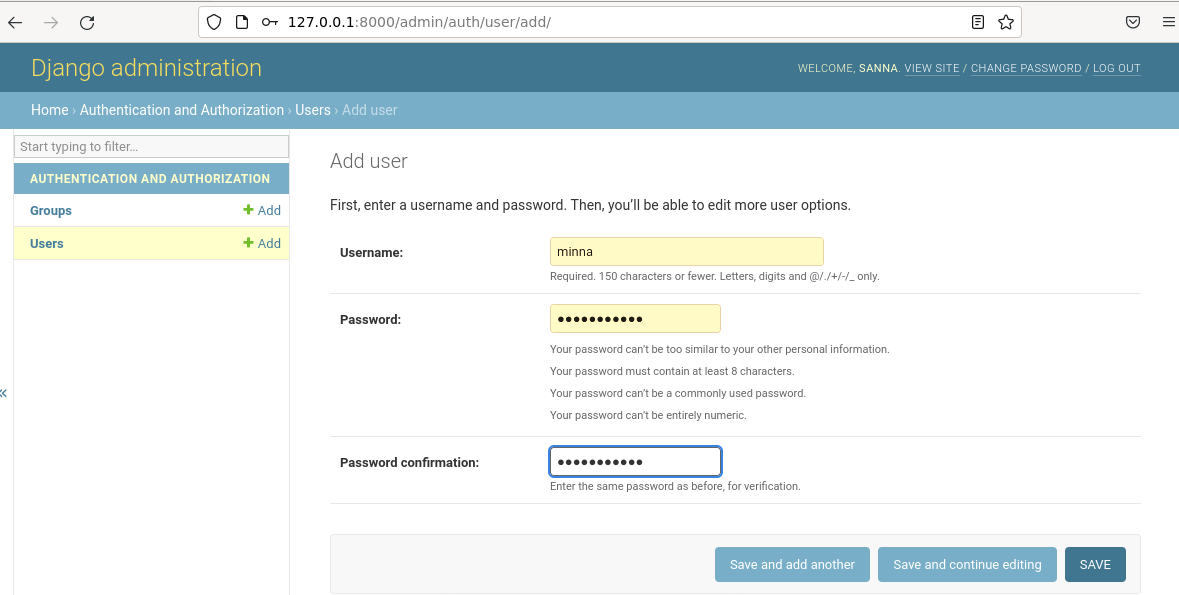 127.0.0.1:8000/admin/auth/user/add/
Django administration
WELCOME, SANNA. VIEW SITE / CHANGE PASSWORD / LOG OUT
Home › Authentication and Authorization › Users › Add user
Start typing to filter...
AUTHENTICATION AND AUTHORIZATION
Groups + Add
Users + Add
«
Add user
First, enter a username and password. Then, you’ll be able to edit more user options.
Username: minna
Required. 150 characters or fewer. Letters, digits and @/./+/-/_ only.
Password: ●●●●●●●●●●●
Your password can’t be too similar to your other personal information.
Your password must contain at least 8 characters.
Your password can’t be a commonly used password.
Your password can’t be entirely numeric.
Password confirmation: ●●●●●●●●●●●
Enter the same password as before, for verification.
Save and add another Save and continue editing SAVE